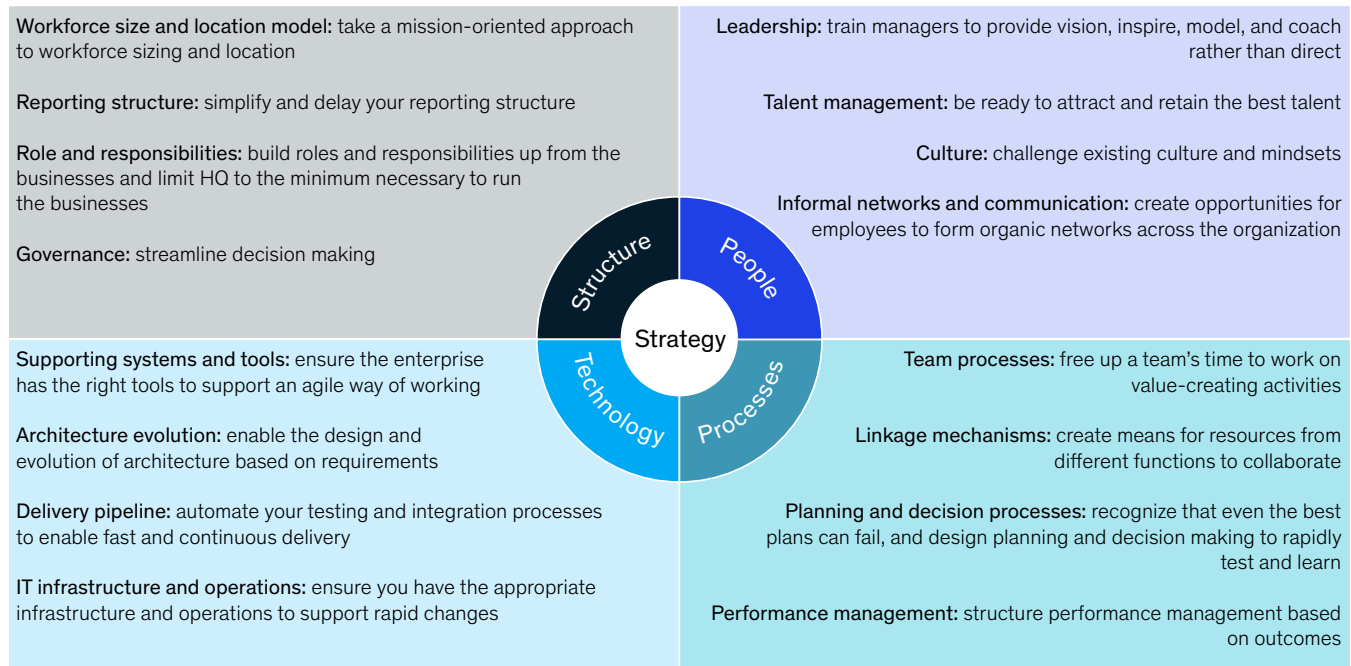 Workforce size and location model: take a mission-oriented approach
to workforce sizing and location
Reporting structure: simplify and delay your reporting structure
Role and responsibilities: build roles and responsibilities up from the
businesses and limit HQ to the minimum necessary to run
the businesses
Governance: streamline decision making
Leadership: train managers to provide vision, inspire, model, and coach
rather than direct
Talent management: be ready to attract and retain the best talent
Culture: challenge existing culture and mindsets
Informal networks and communication: create opportunities for
employees to form organic networks across the organization
Structure
People
Strategy
Technology
Processes
Supporting systems and tools: ensure the enterprise
has the right tools to support an agile way of working
Architecture evolution: enable the design and
evolution of architecture based on requirements
Delivery pipeline: automate your testing and integration processes
to enable fast and continuous delivery
IT infrastructure and operations: ensure you have the appropriate
infrastructure and operations to support rapid changes
Team processes: free up a team’s time to work on
value-creating activities
Linkage mechanisms: create means for resources from
different functions to collaborate
Planning and decision processes: recognize that even the best
plans can fail, and design planning and decision making to rapidly
test and learn
Performance management: structure performance management based
on outcomes